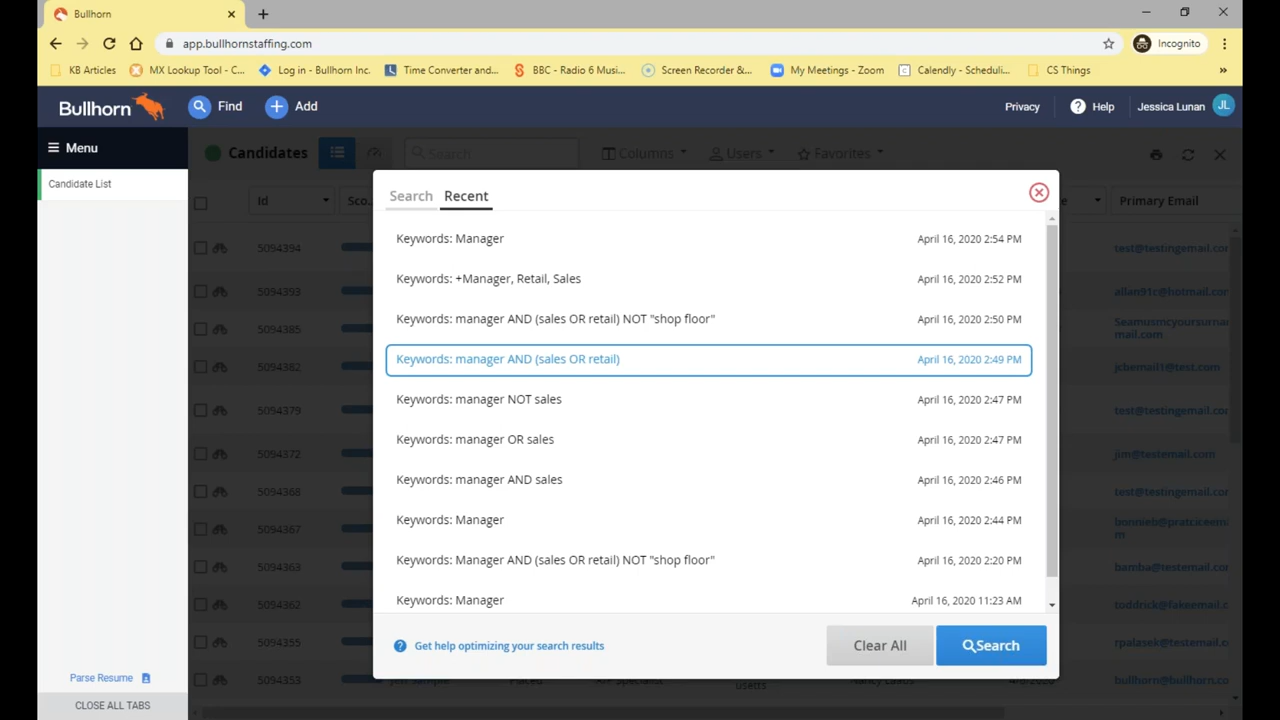 Bullhorn
app.bullhornstaffing.com
Incognito
KB Articles
MX Lookup Tool - C...
Log in - Bullhorn Inc.
Time Converter and...
BBC - Radio 6 Musi...
Screen Recorder &...
My Meetings - Zoom
Calendly - Scheduli...
CS Things
»
Bullhorn
Find
Add
Privacy
Help
Jessica Lunan
JL
Menu
Candidates
Search
Columns
Users
Favorites
Candidate List
Id
Sco...
Primary Email
Search
Recent
Keywords: Manager April 16, 2020 2:54 PM
Keywords: +Manager, Retail, Sales April 16, 2020 2:52 PM
Keywords: manager AND (sales OR retail) NOT "shop floor" April 16, 2020 2:50 PM
Keywords: manager AND (sales OR retail) April 16, 2020 2:49 PM
Keywords: manager NOT sales April 16, 2020 2:47 PM
Keywords: manager OR sales April 16, 2020 2:47 PM
Keywords: manager AND sales April 16, 2020 2:46 PM
Keywords: Manager April 16, 2020 2:44 PM
Keywords: Manager AND (sales OR retail) NOT "shop floor" April 16, 2020 2:20 PM
Keywords: Manager April 16, 2020 11:23 AM
Get help optimizing your search results
Clear All
Search
5094394 test@testingemail.com
5094393 allan91c@hotmail.com
5094385
5094382 jcbemail1@test.com
5094379 test@testingemail.com
5094372 jim@testemail.com
5094368 test@testingemail.com
5094367
5094363 bamba@testemail.com
5094362 toddrick@fakeemail.c
5094355 rpalasek@testemail.c
5094353 Placed bullhorn@bullhorn.co
Parse Resume
CLOSE ALL TABS